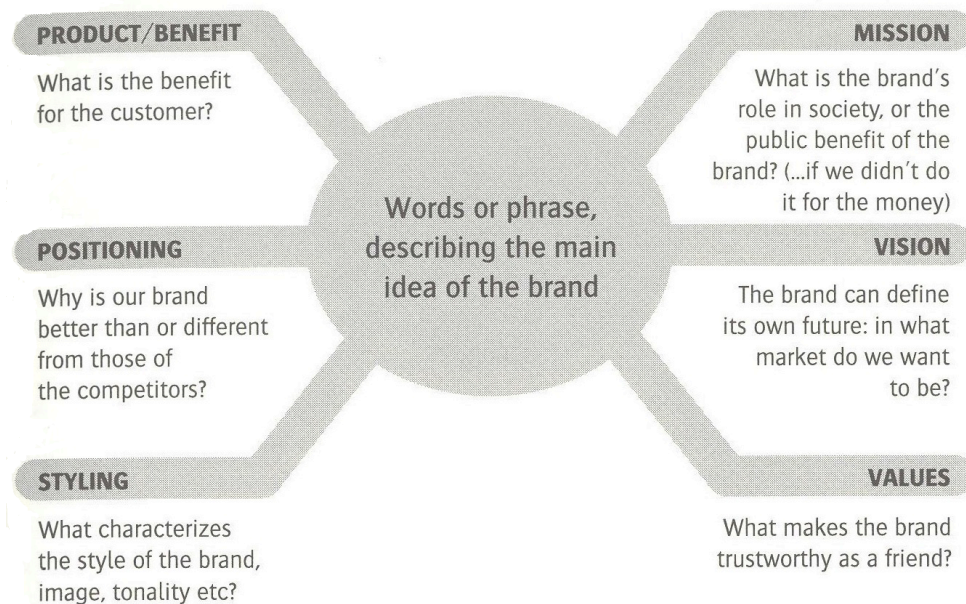 PRODUCT/BENEFIT
What is the benefit
for the customer?
POSITIONING
Why is our brand
better than or different
from those of
the competitors?
STYLING
What characterizes
the style of the brand,
image, tonality etc?
Words or phrase,
describing the main
idea of the brand
MISSION
What is the brand's
role in society, or the
public benefit of the
brand? (...if we didn't do
it for the money)
VISION
The brand can define
its own future: in what
market do we want
to be?
VALUES
What makes the brand
trustworthy as a friend?